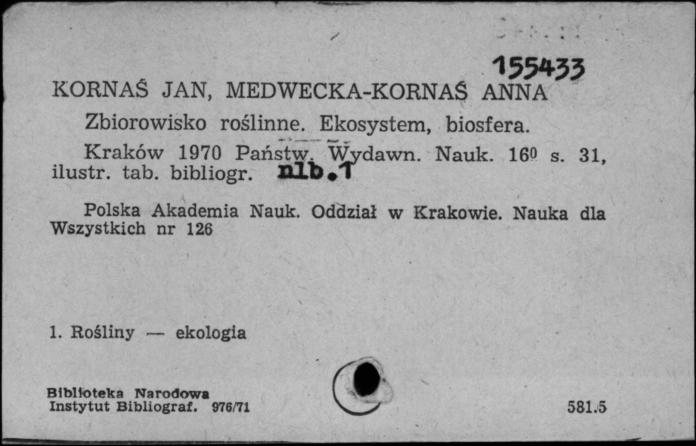 155433
KORNAŚ JAN, MEDWECKA-KORNAŚ ANNA
Zbiorowisko roślinne. Ekosystem, biosfera.
Kraków 1970 Państw. Wydawn. Nauk. 16⁰ s. 31,
ilustr. tab. bibliogr. nlb. 1
Polska Akademia Nauk. Oddział w Krakowie. Nauka dla
Wszystkich nr 126
1. Rośliny — ekologia
Biblioteka Narodowa
Instytut Bibliograf. 976/71
581.5